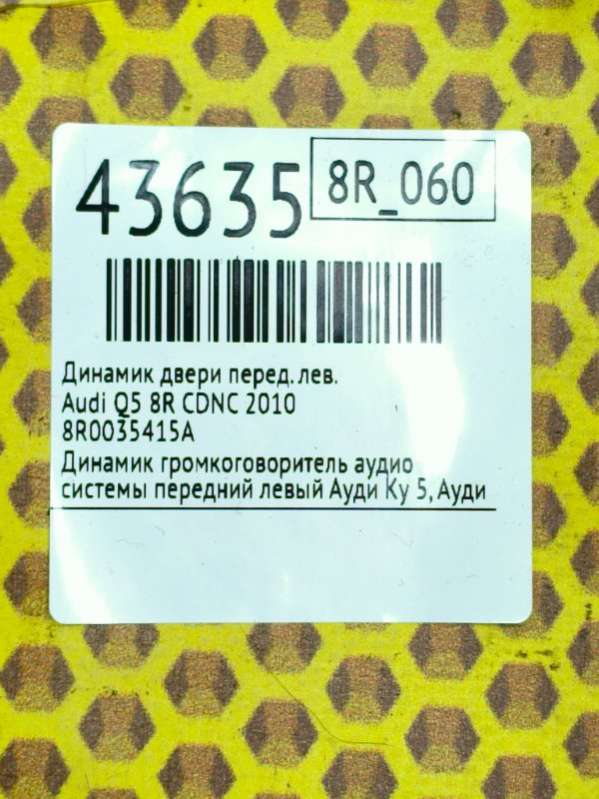 43635
8R_060
Динамик двери перед. лев.
Audi Q5 8R CDNC 2010
8R0035415A
Динамик громкоговоритель аудио
системы передний левый Ауди Ку 5, Ауди